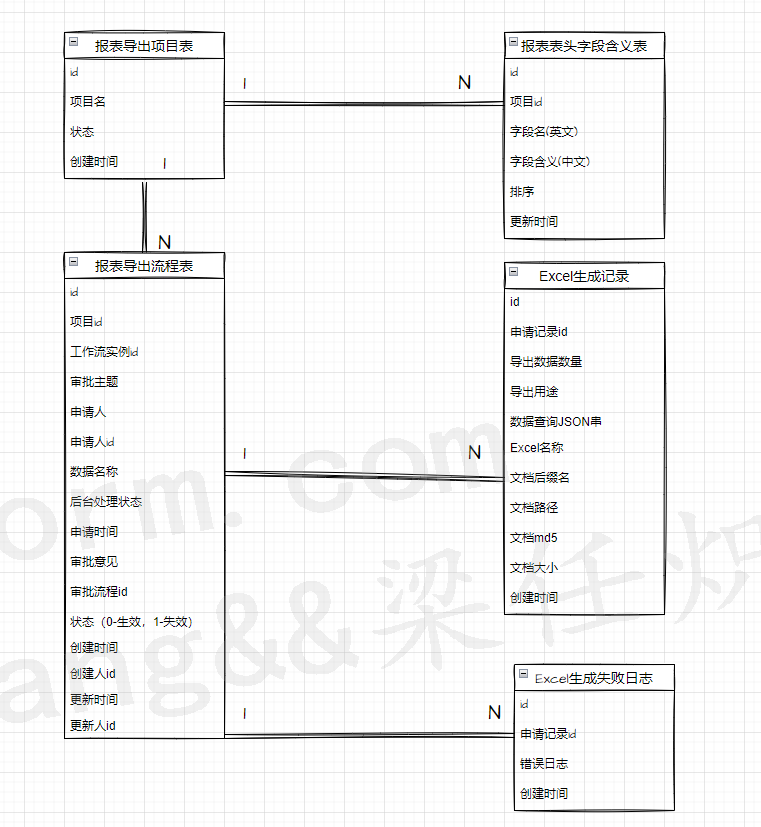 报表导出项目表
id
项目名
状态
创建时间
1
N
报表表头字段含义表
id
项目id
字段名(英文)
字段含义(中文)
排序
更新时间
1
N
报表导出流程表
id
项目id
工作流实例id
审批主题
申请人
申请人id
数据名称
后台处理状态
申请时间
审批意见
审批流程id
状态（0-生效，1-失效）
创建时间
创建人id
更新时间
更新人id
1
N
Excel生成记录
id
申请记录id
导出数据数量
导出用途
数据查询JSON串
Excel名称
文档后缀名
文档路径
文档md5
文档大小
创建时间
1
N
Excel生成失败日志
id
申请记录id
错误日志
创建时间
orm.com
ang&&梁任炽